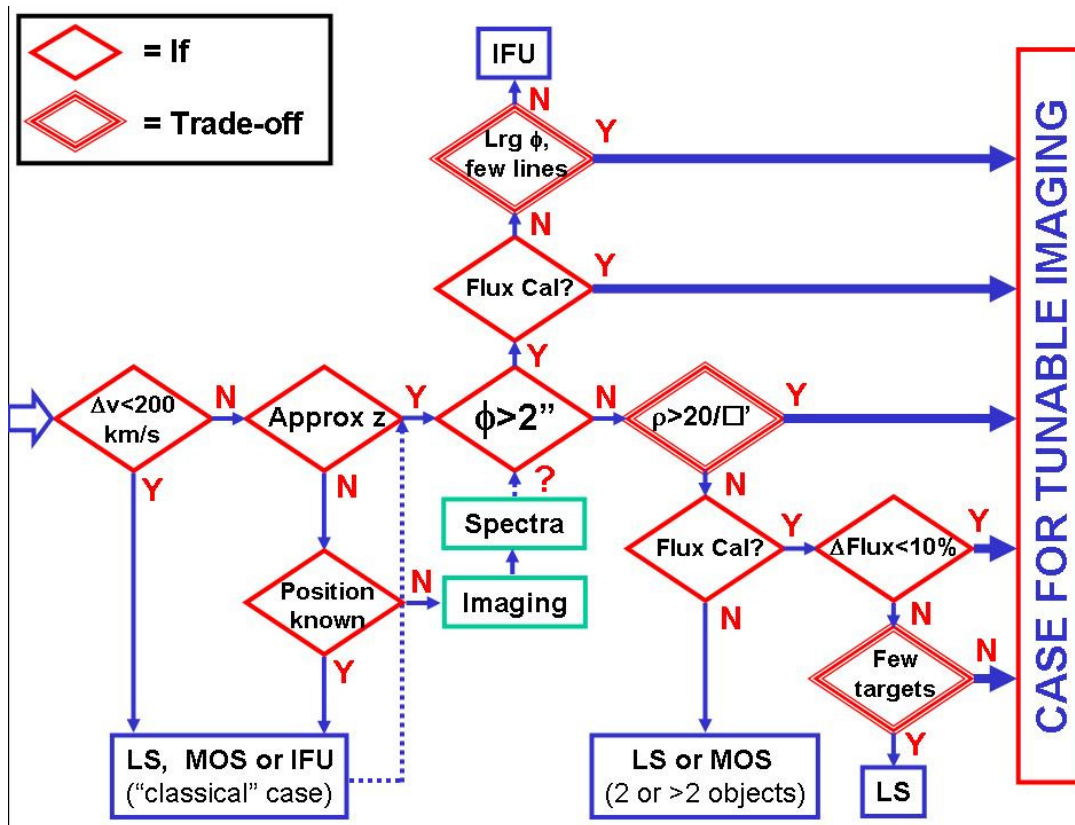 = If
= Trade-off
IFU
N
Lrg ϕ,
few lines
Y
N
Flux Cal?
Y
Y
Δv<200
km/s
N
Approx z
Y
ϕ>2”
N
ρ>20/□’
Y
Y
N
?
N
Spectra
Flux Cal?
Y
ΔFlux<10%
Y
Position
known
N
Imaging
N
N
Y
Few
targets
N
Y
LS, MOS or IFU
(“classical” case)
LS or MOS
(2 or >2 objects)
LS
CASE FOR TUNABLE IMAGING